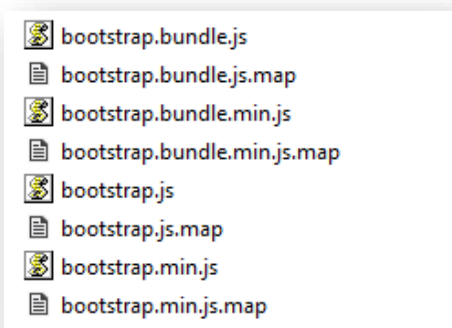 bootstrap.bundle.js
bootstrap.bundle.js.map
bootstrap.bundle.min.js
bootstrap.bundle.min.js.map
bootstrap.js
bootstrap.js.map
bootstrap.min.js
bootstrap.min.js.map